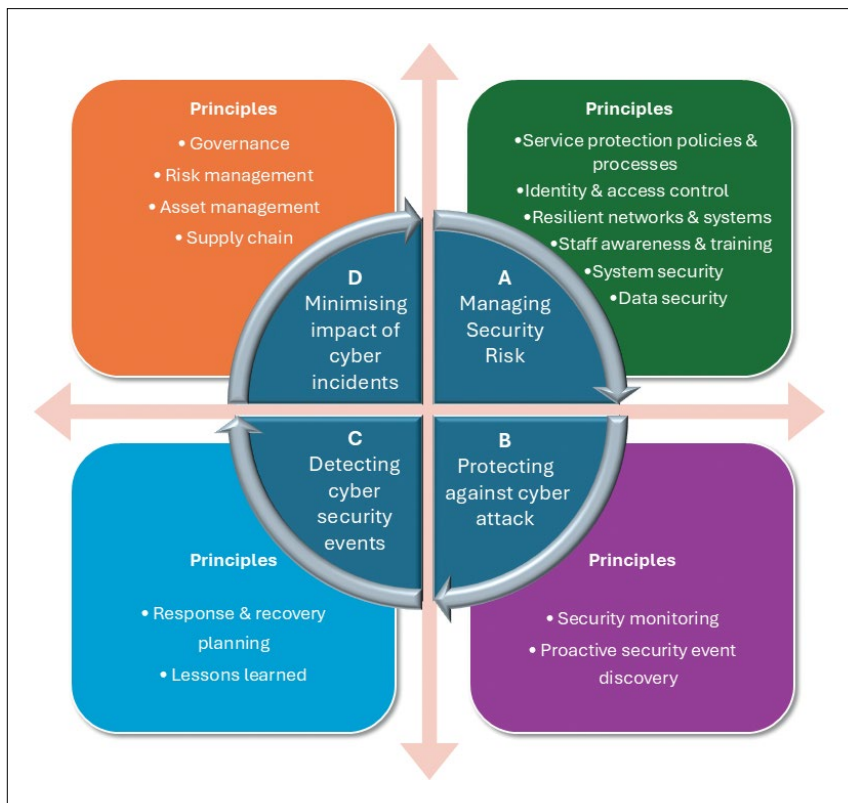 Principles
• Governance
• Risk management
• Asset management
• Supply chain
Principles
•Service protection policies &
processes
•Identity & access control
•Resilient networks & systems
•Staff awareness & training
•System security
•Data security
D
Minimising
impact of
cyber
incidents
A
Managing
Security
Risk
C
Detecting
cyber
security
events
B
Protecting
against cyber
attack
Principles
• Response & recovery
planning
• Lessons learned
Principles
• Security monitoring
• Proactive security event
discovery